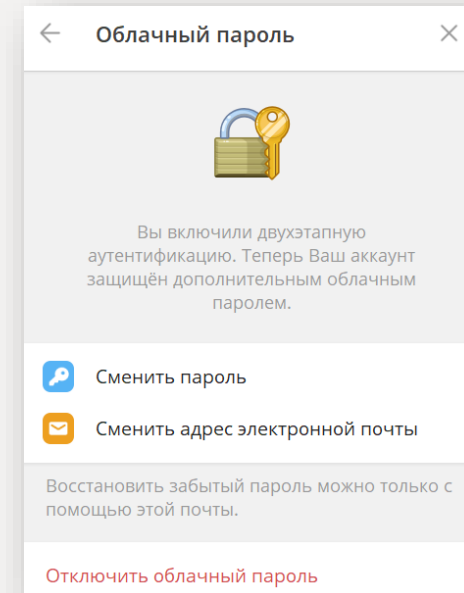 Облачный пароль
Вы включили двухэтапную
аутентификацию. Теперь Ваш аккаунт
защищён дополнительным облачным
паролем.
Сменить пароль
Сменить адрес электронной почты
Восстановить забытый пароль можно только с
помощью этой почты.
Отключить облачный пароль